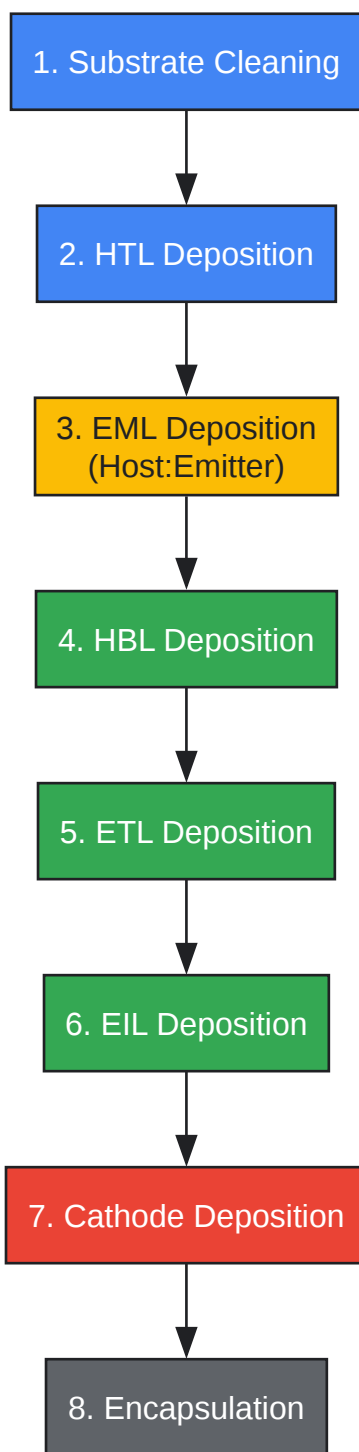 1. Substrate Cleaning
2. HTL Deposition
3. EML Deposition
(Host:Emitter)
4. HBL Deposition
5. ETL Deposition
6. EIL Deposition
7. Cathode Deposition
8. Encapsulation